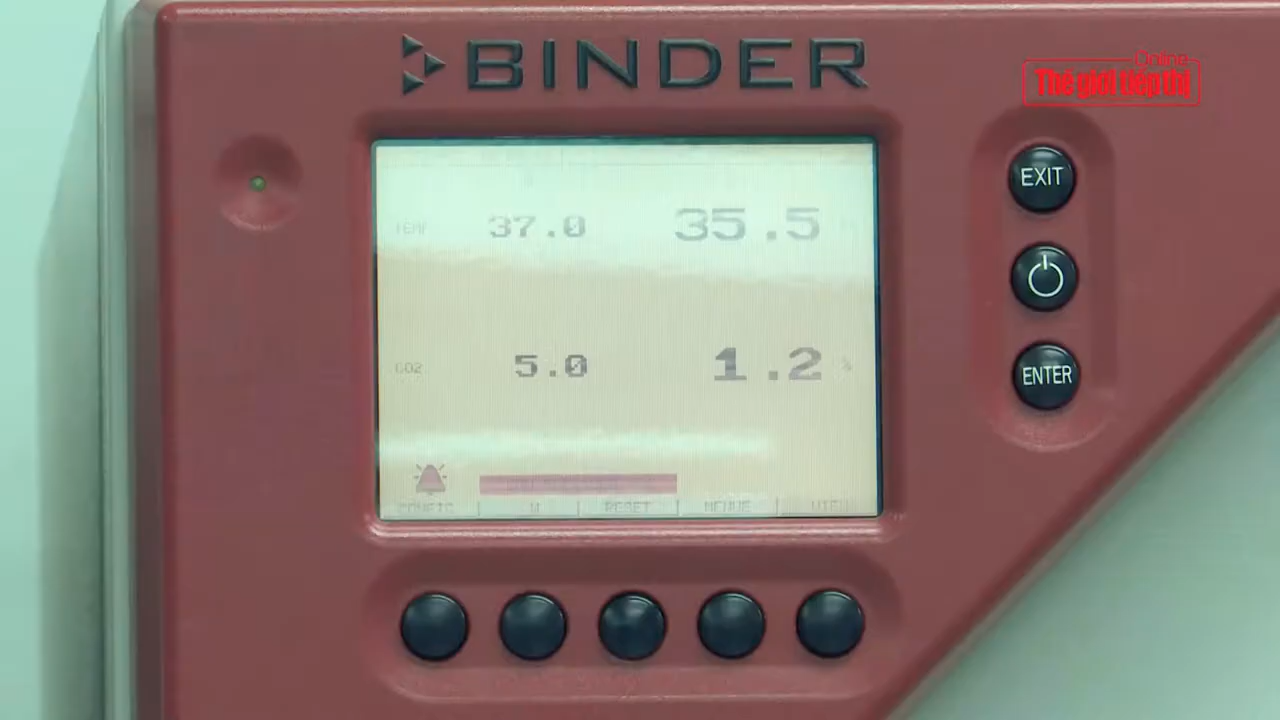 BINDER
Online
Thế giới tiếp thị
EXIT
TEMP 37.0 35.5
CO2 5.0 1.2 %
ENTER
CONFIG RESET MENUE